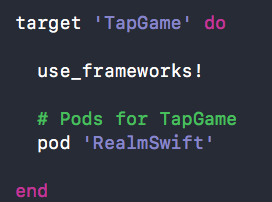 target 'TapGame' do
use_frameworks!
# Pods for TapGame
pod 'RealmSwift'
end